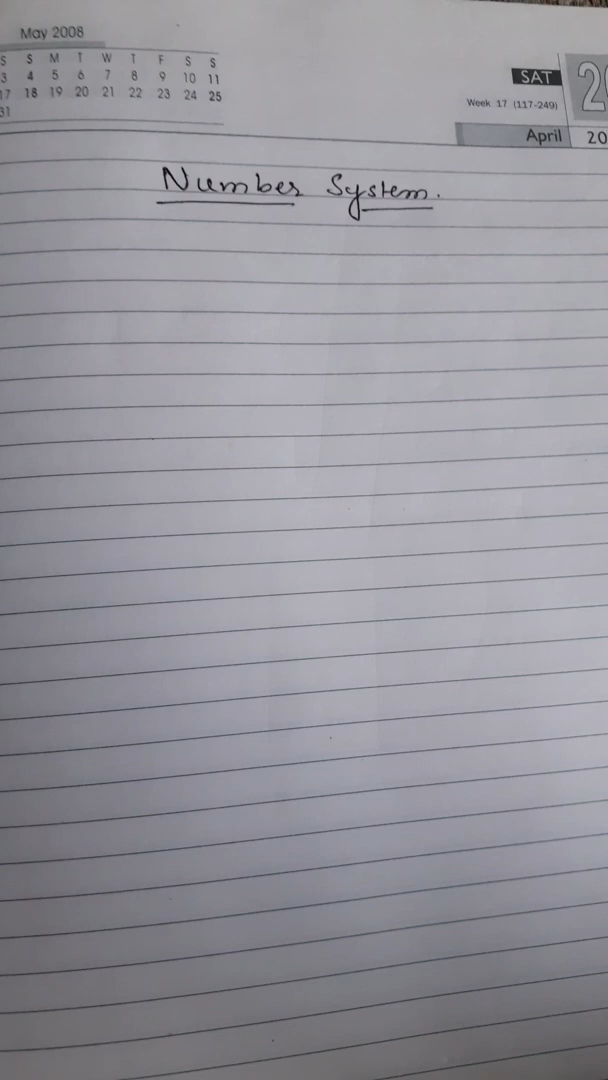 May 2008
S S M T W T F S S
3 4 5 6 7 8 9 10 11
17 18 19 20 21 22 23 24 25
31
SAT
Week 17 (117-249)
April 20
Number System.